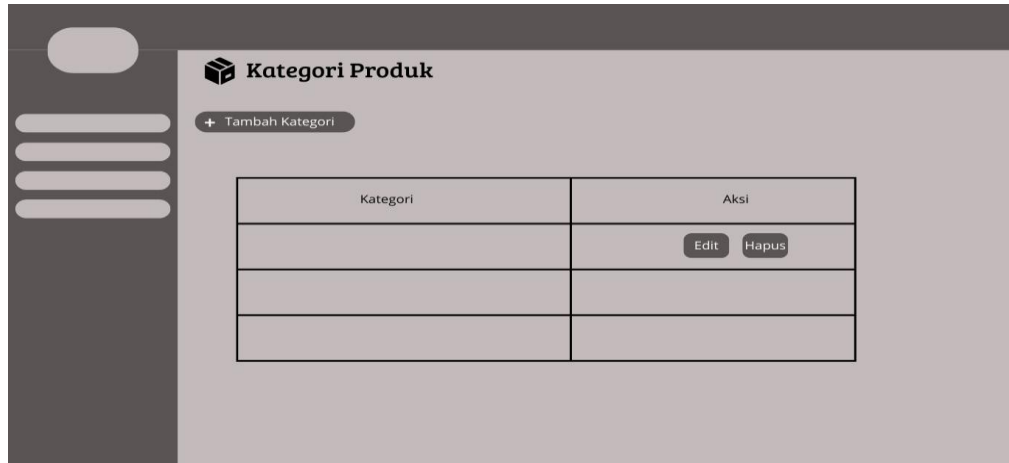 Kategori Produk
+ Tambah Kategori
Kategori Aksi
Edit Hapus